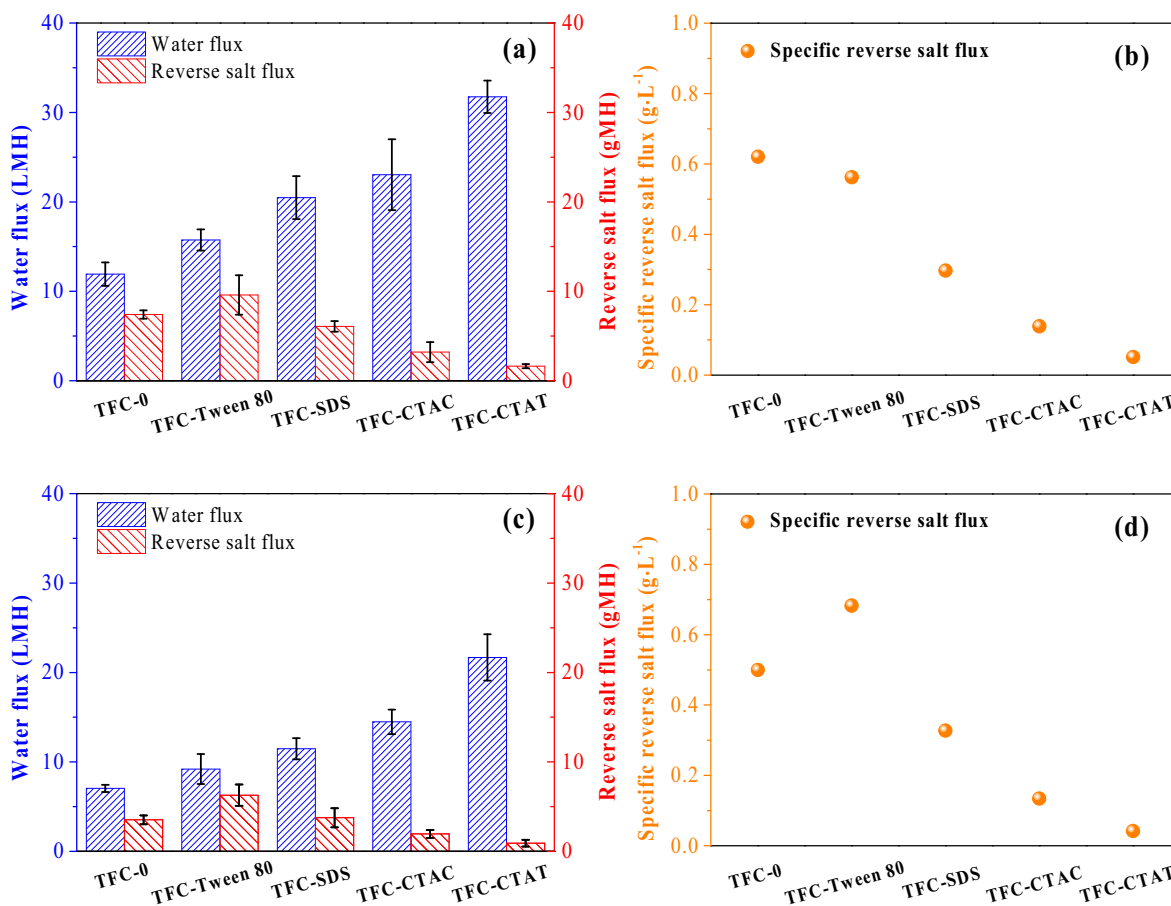 Water flux
Reverse salt flux
(a)
40
30
20
10
0
Water flux (LMH)
40
30
20
10
0
Reverse salt flux (gMH)
TFC-0
TFC-Tween 80
TFC-SDS
TFC-CTAC
TFC-CTAT
Specific reverse salt flux
(b)
1.0
0.8
0.6
0.4
0.2
0.0
Specific reverse salt flux (g·L⁻¹)
TFC-0
TFC-Tween 80
TFC-SDS
TFC-CTAC
TFC-CTAT
Water flux
Reverse salt flux
(c)
40
30
20
10
0
Water flux (LMH)
40
30
20
10
0
Reverse salt flux (gMH)
TFC-0
TFC-Tween 80
TFC-SDS
TFC-CTAC
TFC-CTAT
Specific reverse salt flux
(d)
1.0
0.8
0.6
0.4
0.2
0.0
Specific reverse salt flux (g·L⁻¹)
TFC-0
TFC-Tween 80
TFC-SDS
TFC-CTAC
TFC-CTAT